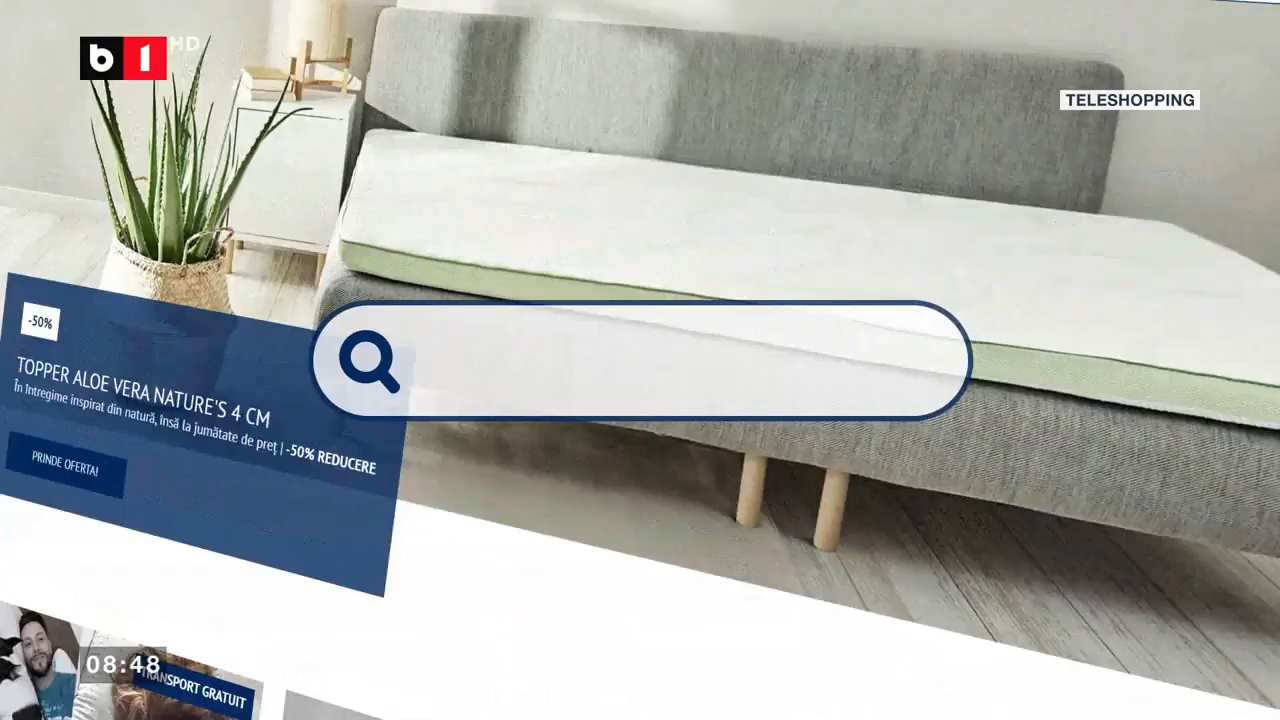 b1 HD
TELESHOPPING
-50%
TOPPER ALOE VERA NATURE'S 4 CM
În întregime inspirat din natură, însă la jumătate de preț | -50% REDUCERE
PRINDE OFERTA!
08:48
TRANSPORT GRATUIT